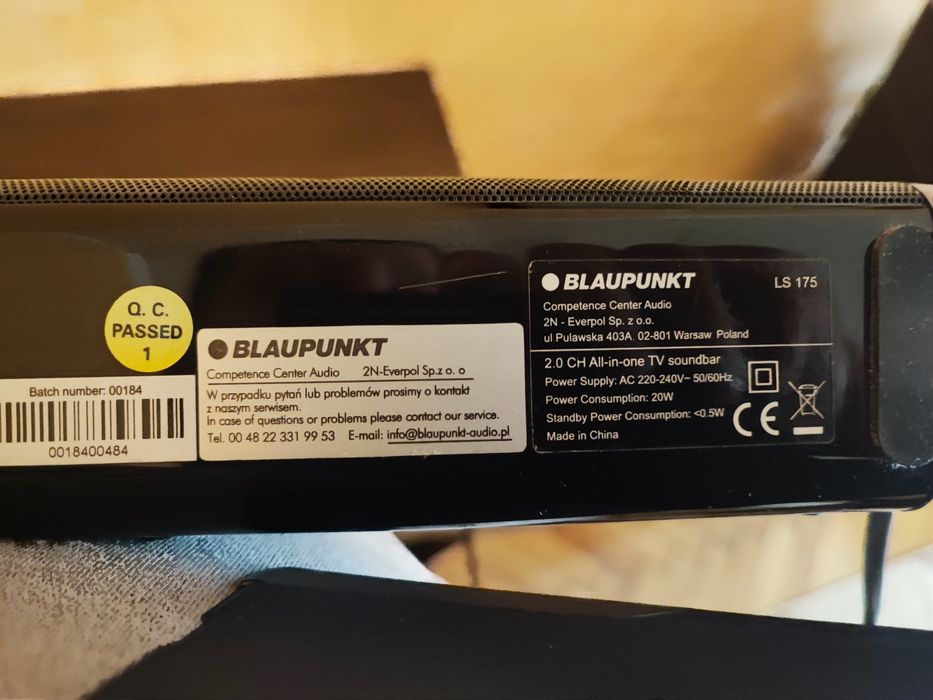 Q. C.
PASSED
1
Batch number: 00184
0018400484
BLAUPUNKT
Competence Center Audio 2N-Everpol Sp.z o. o
W przypadku pytań lub problemów prosimy o kontakt
z naszym serwisem.
In case of questions or problems please contact our service.
Tel. 00 48 22 331 99 53 E-mail: info@blaupunkt-audio.pl
BLAUPUNKT LS 175
Competence Center Audio
2N - Everpol Sp. z o.o.
ul Pulawska 403A, 02-801 Warsaw Poland
2.0 CH All-in-one TV soundbar
Power Supply: AC 220-240V~ 50/60Hz
Power Consumption: 20W
Standby Power Consumption: <0.5W
Made in China
CE